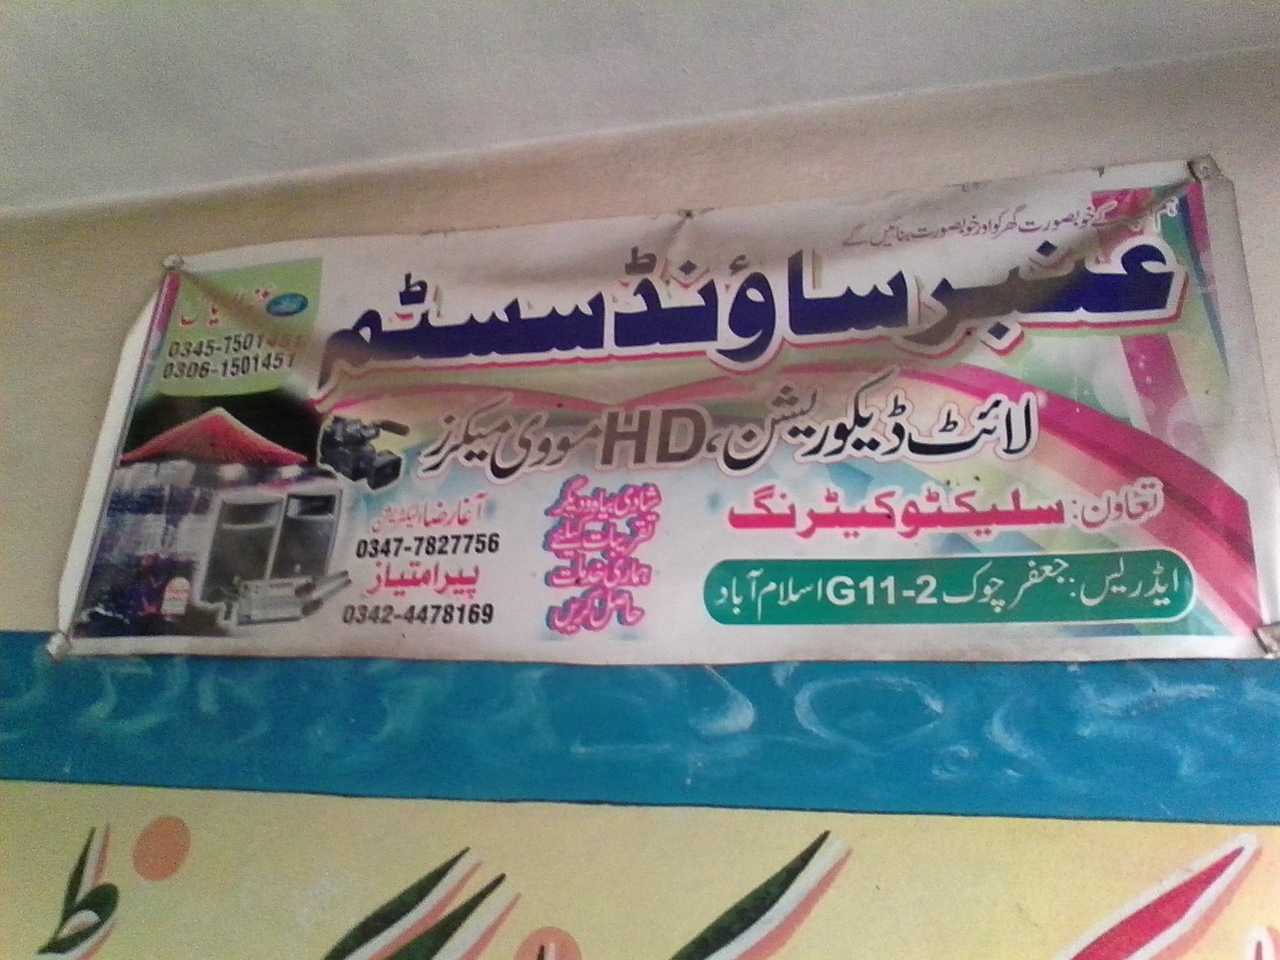 کے خوبصورت گھر کو اور خوبصورت بنائیں گے
عنبر ساؤنڈ سسٹم
0345-7501451
0306-1501451
لائٹ ڈیکوریشن، HD مووی میکرز
تعاون: سلیکٹو کیٹرنگ
ایڈریس: جعفر چوک G11-2 اسلام آباد
شادی بیاہ و دیگر
تقریبات کیلئے
ہماری خدمات
حاصل کریں
آغا رضا الیکٹریشن
0347-7827756
پیر امتیاز
0342-4478169